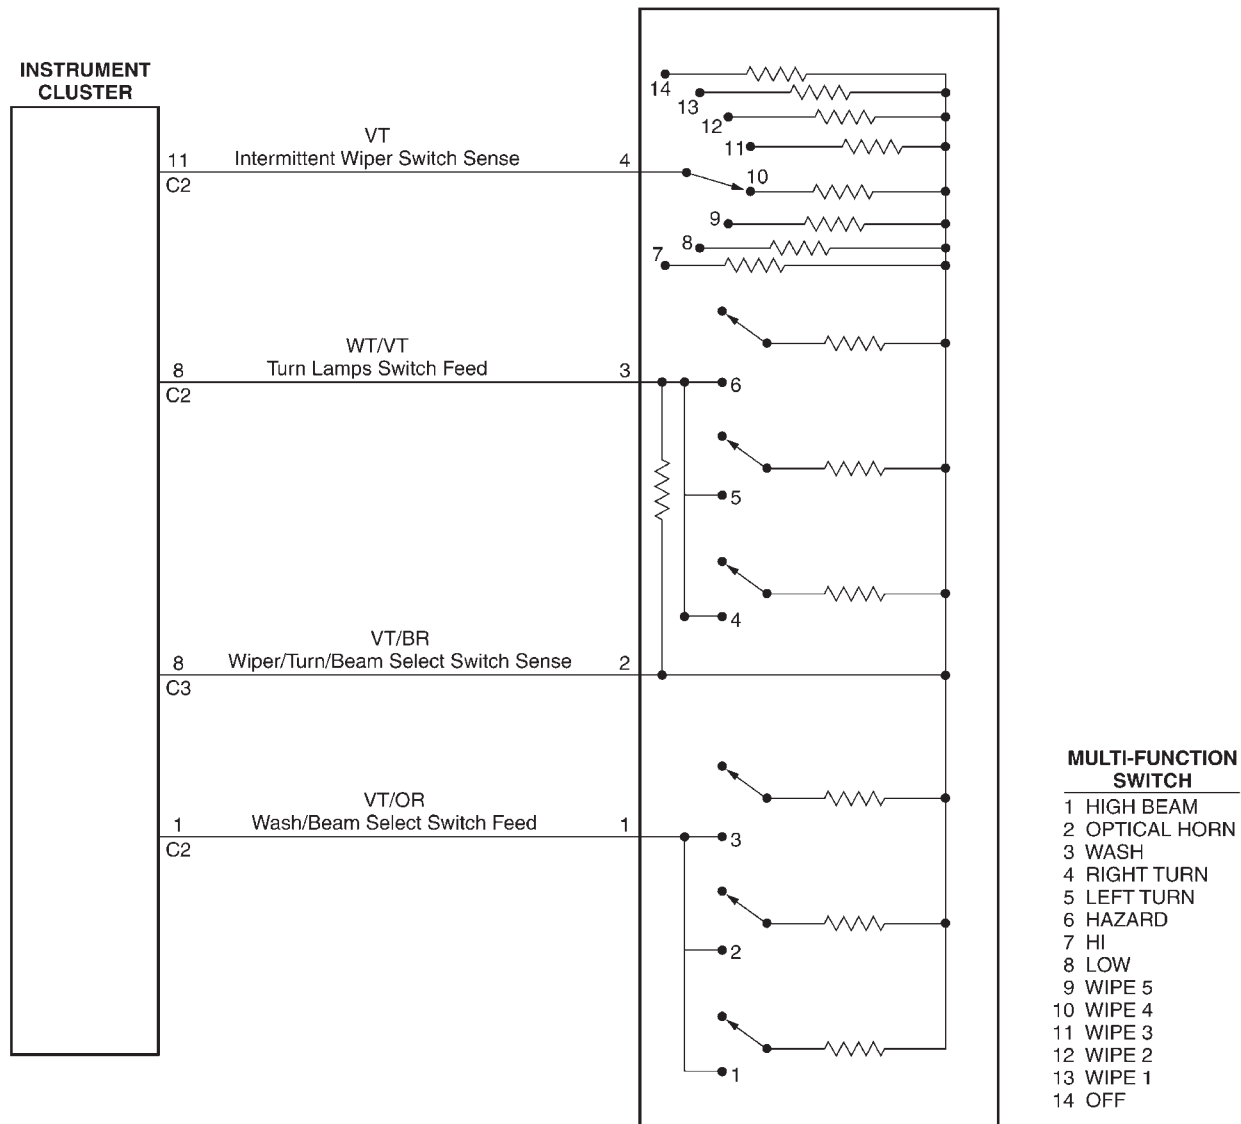 INSTRUMENT
CLUSTER
14
13
12
11
10
9
8
7
VT
11 Intermittent Wiper Switch Sense 4
C2
WT/VT
8 Turn Lamps Switch Feed 3
C2
6
5
4
VT/BR
8 Wiper/Turn/Beam Select Switch Sense 2
C3
VT/OR
1 Wash/Beam Select Switch Feed 1
C2
3
2
1
MULTI-FUNCTION
SWITCH
1 HIGH BEAM
2 OPTICAL HORN
3 WASH
4 RIGHT TURN
5 LEFT TURN
6 HAZARD
7 HI
8 LOW
9 WIPE 5
10 WIPE 4
11 WIPE 3
12 WIPE 2
13 WIPE 1
14 OFF